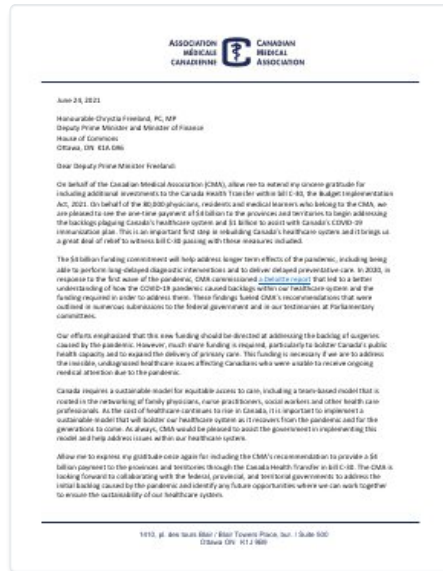 ASSOCIATION
MÉDICALE
CANADIENNE
CANADIAN
MEDICAL
ASSOCIATION
June 24, 2021
Honourable Chrystia Freeland, PC, MP
Deputy Prime Minister and Minister of Finance
House of Commons
Ottawa, ON K1A 0A6
Dear Deputy Prime Minister Freeland:
On behalf of the Canadian Medical Association (CMA), allow me to extend my sincere gratitude for
including additional investments to the Canada Health Transfer within bill C-30, the Budget Implementation
Act, 2021. On behalf of the 80,000 physicians, residents and medical learners who belong to the CMA, we
are pleased to see the one-time payment of $4 billion to the provinces and territories to begin addressing
the backlogs plaguing Canada's healthcare system and $1 billion to assist with Canada's COVID-19
immunization plan. This is an important first step in rebuilding Canada's healthcare system and it brings us
a great deal of relief to witness bill C-30 passing with these measures included.
The $4 billion funding commitment will help address longer term effects of the pandemic, including being
able to perform long-delayed diagnostic interventions and to deliver delayed preventative care. In 2020, in
response to the first wave of the pandemic, CMA commissioned a Deloitte report that led to a better
understanding of how the COVID-19 pandemic caused backlogs within our healthcare system and the
funding required in order to address them. These findings fueled CMA's recommendations that were
outlined in numerous submissions to the federal government and in our testimonies at Parliamentary
committees.
Our efforts emphasized that this new funding should be directed at addressing the backlog of surgeries
caused by the pandemic. However, much more funding is required, particularly to bolster Canada's public
health capacity and to expand the delivery of primary care. This funding is necessary if we are to address
the invisible, undiagnosed healthcare issues affecting Canadians who were unable to receive ongoing
medical attention due to the pandemic.
Canada requires a sustainable model for equitable access to care, including a team-based model that is
rooted in the networking of family physicians, nurse practitioners, social workers and other health care
professionals. As the cost of healthcare continues to rise in Canada, it is important to implement a
sustainable model that will bolster our healthcare system as it recovers from the pandemic and for the
generations to come. As always, CMA would be pleased to assist the government in implementing this
model and help address issues within our healthcare system.
Allow me to express my gratitude once again for including the CMA's recommendation to provide a $4
billion payment to the provinces and territories through the Canada Health Transfer in bill C-30. The CMA is
looking forward to collaborating with the federal, provincial, and territorial governments to address the
initial backlog caused by the pandemic and identify any future opportunities where we can work together
to ensure the sustainability of our healthcare system.
1410, pl. des tours Blair / Blair Towers Place, bur. / Suite 500
Ottawa ON K1J 9B9